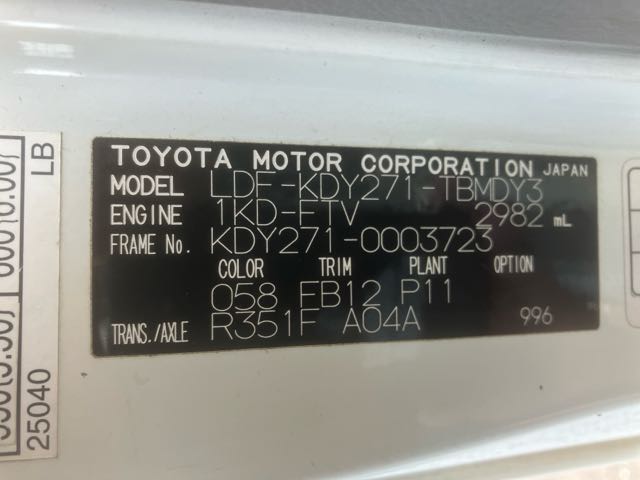 TOYOTA MOTOR CORPORATION JAPAN
MODEL LDF-KDY271-TBMDY3
ENGINE 1KD-FTV 2982 mL
FRAME No. KDY271-0003723
COLOR TRIM PLANT OPTION
058 FB12 P11
TRANS./AXLE R351F A04A 996
LB
25040